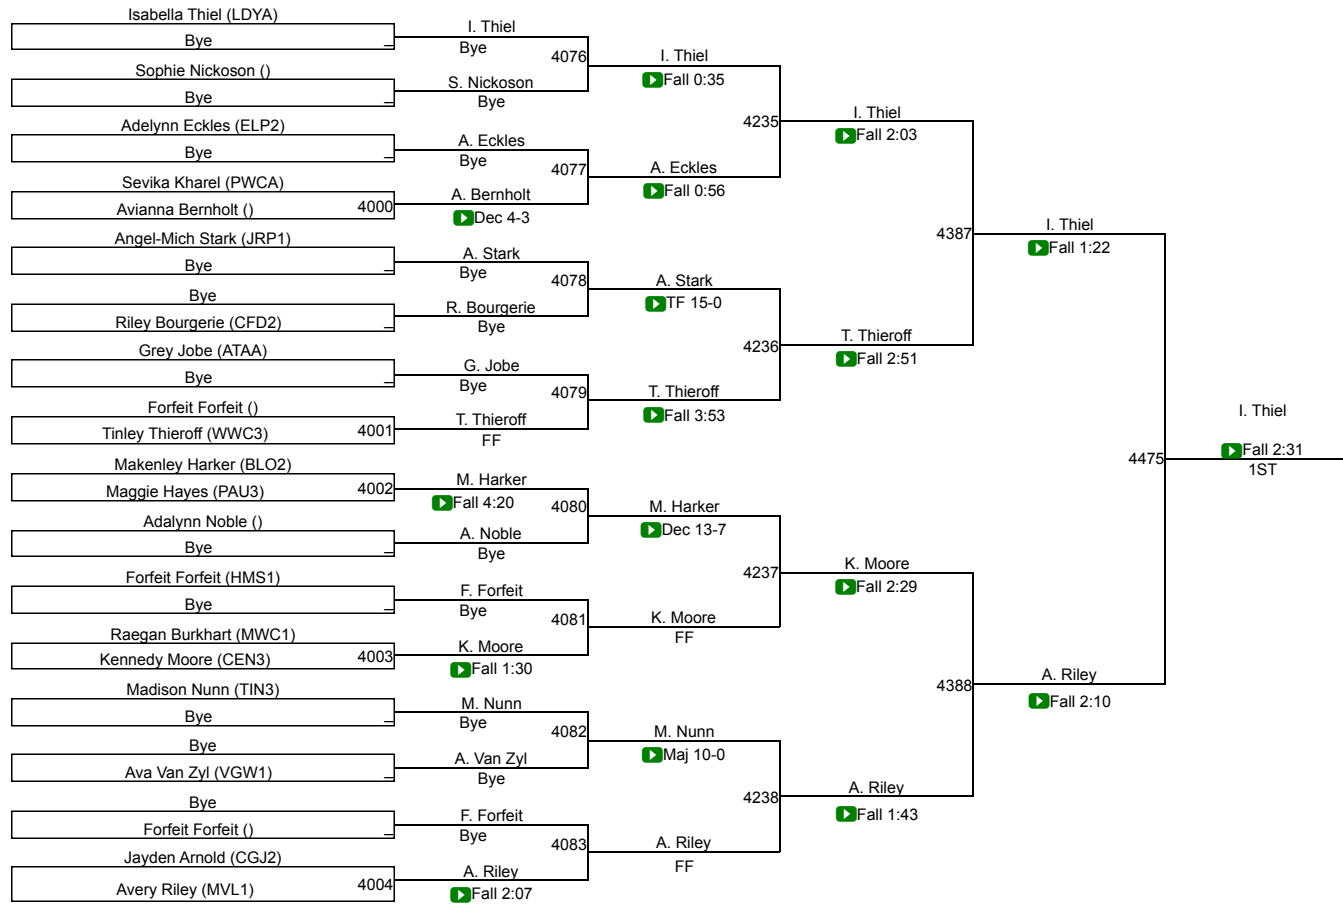 Isabella Thiel (LDYA)
Bye
_
Sophie Nickoson ()
Bye
_
Adelynn Eckles (ELP2)
Bye
_
Sevika Kharel (PWCA)
Avianna Bernholt ()
4000
Angel-Mich Stark (JRP1)
Bye
_
Bye
Riley Bourgerie (CFD2)
_
Grey Jobe (ATAA)
Bye
_
Forfeit Forfeit ()
Tinley Thieroff (WWC3)
4001
Makenley Harker (BLO2)
Maggie Hayes (PAU3)
4002
Adalynn Noble ()
Bye
_
Forfeit Forfeit (HMS1)
Bye
_
Raegan Burkhart (MWC1)
Kennedy Moore (CEN3)
4003
Madison Nunn (TIN3)
Bye
_
Bye
Ava Van Zyl (VGW1)
_
Bye
Forfeit Forfeit ()
_
Jayden Arnold (CGJ2)
Avery Riley (MVL1)
4004
I. Thiel
Bye
4076
S. Nickoson
Bye
A. Eckles
Bye
4077
A. Bernholt
Dec 4-3
A. Stark
Bye
4078
R. Bourgerie
Bye
G. Jobe
Bye
4079
T. Thieroff
FF
M. Harker
Fall 4:20
4080
A. Noble
Bye
F. Forfeit
Bye
4081
K. Moore
Fall 1:30
M. Nunn
Bye
4082
A. Van Zyl
Bye
F. Forfeit
Bye
4083
A. Riley
Fall 2:07
I. Thiel
Fall 0:35
4235
A. Eckles
Fall 0:56
A. Stark
TF 15-0
4236
T. Thieroff
Fall 3:53
M. Harker
Dec 13-7
4237
K. Moore
FF
M. Nunn
Maj 10-0
4238
A. Riley
FF
I. Thiel
Fall 2:03
4387
T. Thieroff
Fall 2:51
K. Moore
Fall 2:29
4388
A. Riley
Fall 1:43
I. Thiel
Fall 1:22
4475
A. Riley
Fall 2:10
I. Thiel
Fall 2:31
1ST